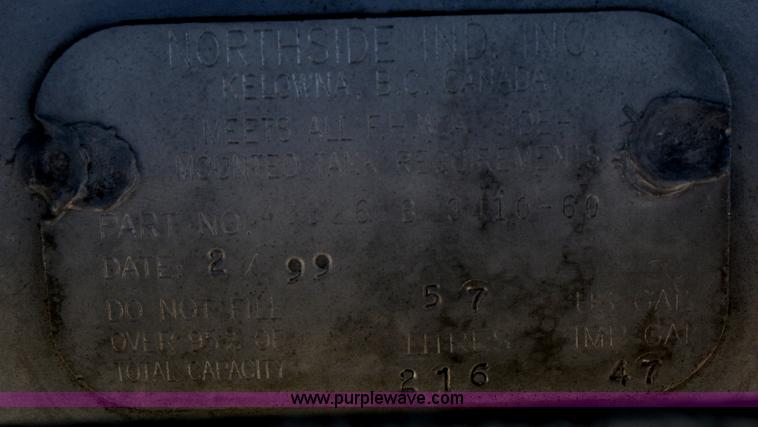 NORTHSIDE IND. INC.
KELOWNA, B.C. CANADA
MEETS ALL F.H.W.A. SIDE-
MOUNTED TANK REQUIREMENTS
PART NO.
DATE: 2 / 99
DO NOT FILL 57 US GAL
OVER 95% OF LITRES IMP GAL
TOTAL CAPACITY 216 47
www.purplewave.com